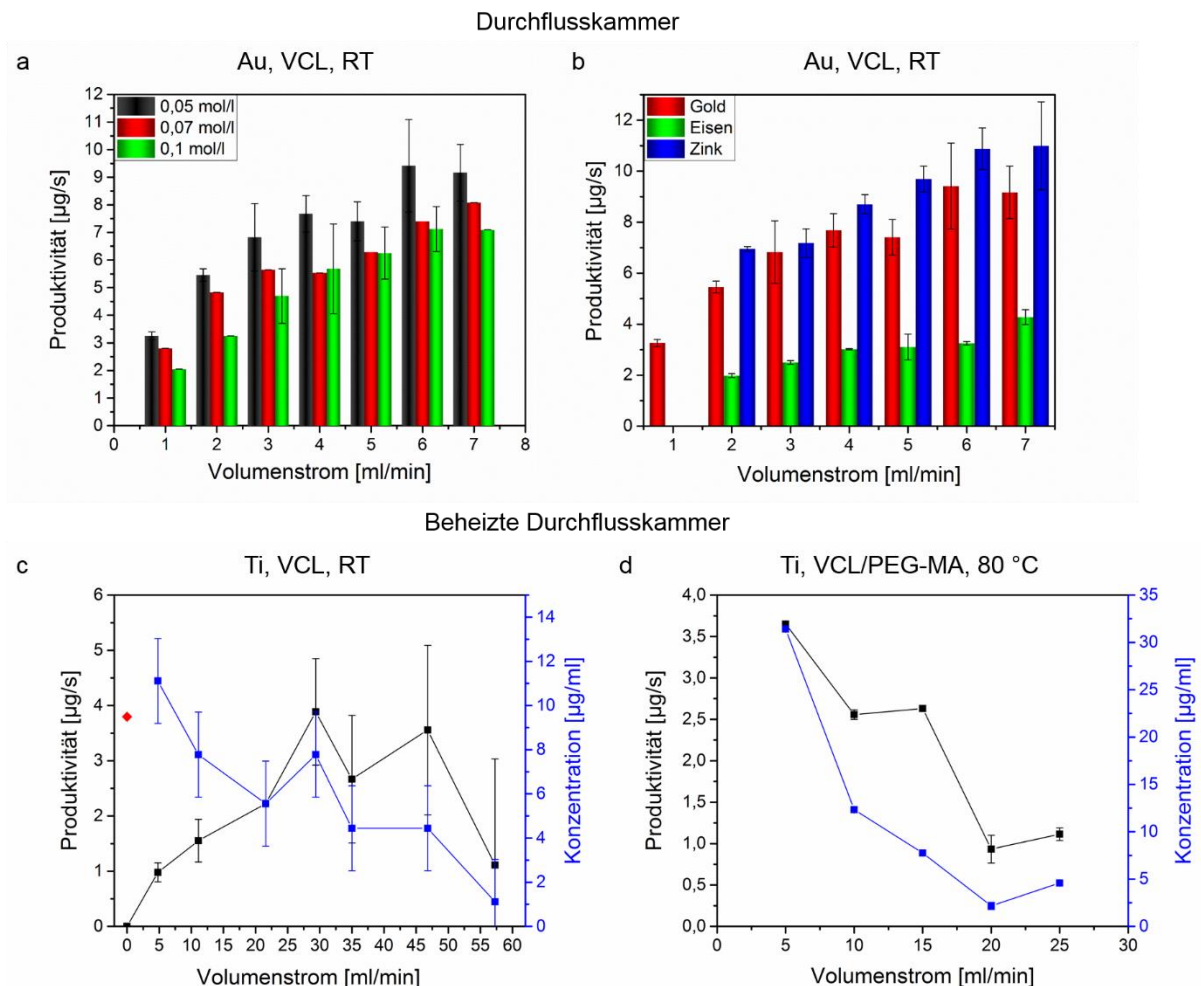 Durchflusskammer
a
Au, VCL, RT
0,05 mol/l
0,07 mol/l
0,1 mol/l
12
11
10
9
8
7
6
5
4
3
2
1
0
Produktivität [µg/s]
0 1 2 3 4 5 6 7 8
Volumenstrom [ml/min]
b
Au, VCL, RT
Gold
Eisen
Zink
12
10
8
6
4
2
0
Produktivität [µg/s]
1 2 3 4 5 6 7
Volumenstrom [ml/min]
Beheizte Durchflusskammer
c
Ti, VCL, RT
6
5
4
3
2
1
0
Produktivität [µg/s]
14
12
10
8
6
4
2
0
Konzentration [µg/ml]
0 5 10 15 20 25 30 35 40 45 50 55 60
Volumenstrom [ml/min]
d
Ti, VCL/PEG-MA, 80 °C
4,0
3,5
3,0
2,5
2,0
1,5
1,0
0,5
0,0
Produktivität [µg/s]
35
30
25
20
15
10
5
0
Konzentration [µg/ml]
0 5 10 15 20 25 30
Volumenstrom [ml/min]